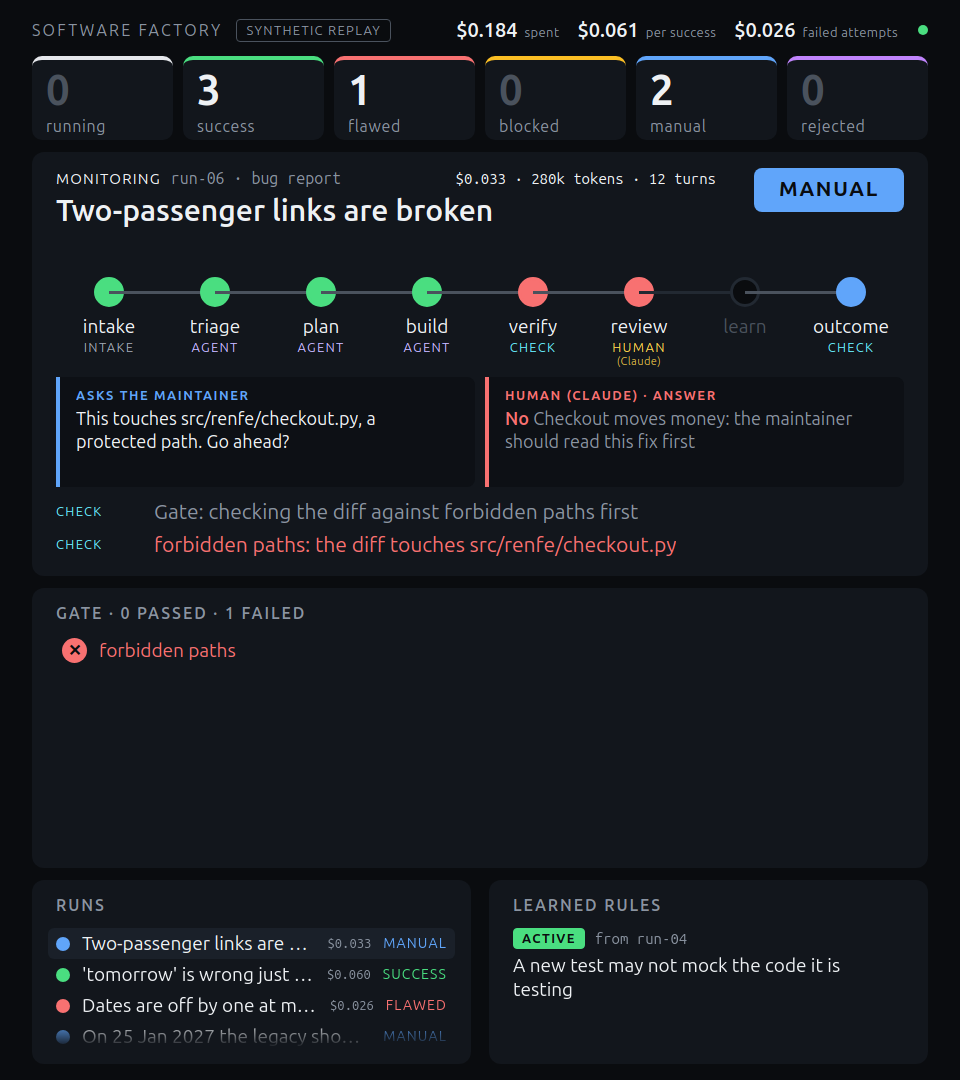 SOFTWARE FACTORY SYNTHETIC REPLAY $0.184 spent $0.061 per success $0.026 failed attempts
0 3 1 0 2 0
running success flawed blocked manual rejected
MONITORING run-06 · bug report $0.033 · 280k tokens · 12 turns MANUAL
Two-passenger links are broken
intake triage plan build verify review learn outcome
INTAKE AGENT AGENT AGENT CHECK HUMAN CHECK
(Claude)
ASKS THE MAINTAINER
This touches src/renfe/checkout.py, a
protected path. Go ahead?
HUMAN (CLAUDE) · ANSWER
No Checkout moves money: the maintainer
should read this fix first
CHECK Gate: checking the diff against forbidden paths first
CHECK forbidden paths: the diff touches src/renfe/checkout.py
GATE · 0 PASSED · 1 FAILED
forbidden paths
RUNS
Two-passenger links are ... $0.033 MANUAL
'tomorrow' is wrong just ... $0.060 SUCCESS
Dates are off by one at m... $0.026 FLAWED
On 25 Jan 2027 the legacy sho... MANUAL
LEARNED RULES
ACTIVE from run-04
A new test may not mock the code it is
testing